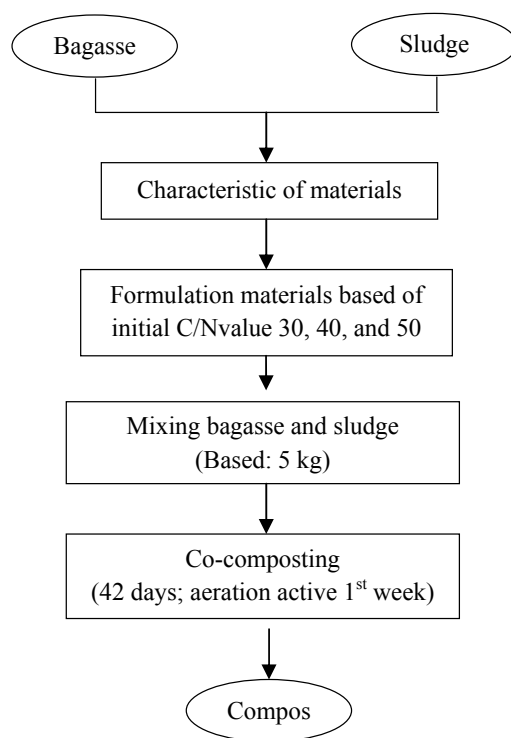 Bagasse
Sludge
Characteristic of materials
Formulation materials based of
initial C/Nvalue 30, 40, and 50
Mixing bagasse and sludge
(Based: 5 kg)
Co-composting
(42 days; aeration active 1st week)
Compos